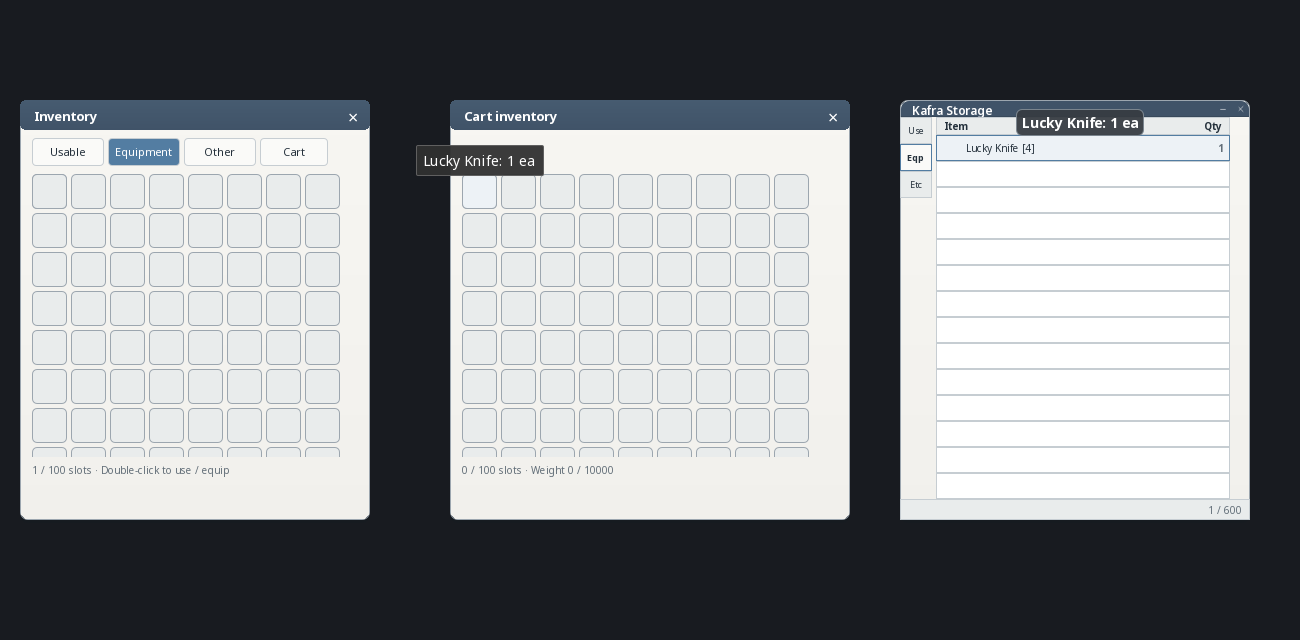 Inventory
×
Usable
Equipment
Other
Cart
1 / 100 slots · Double-click to use / equip
Cart inventory
×
Lucky Knife: 1 ea
0 / 100 slots · Weight 0 / 10000
Kafra Storage
− ×
Lucky Knife: 1 ea
Use
Eqp
Etc
Item Qty
Lucky Knife [4] 1
1 / 600